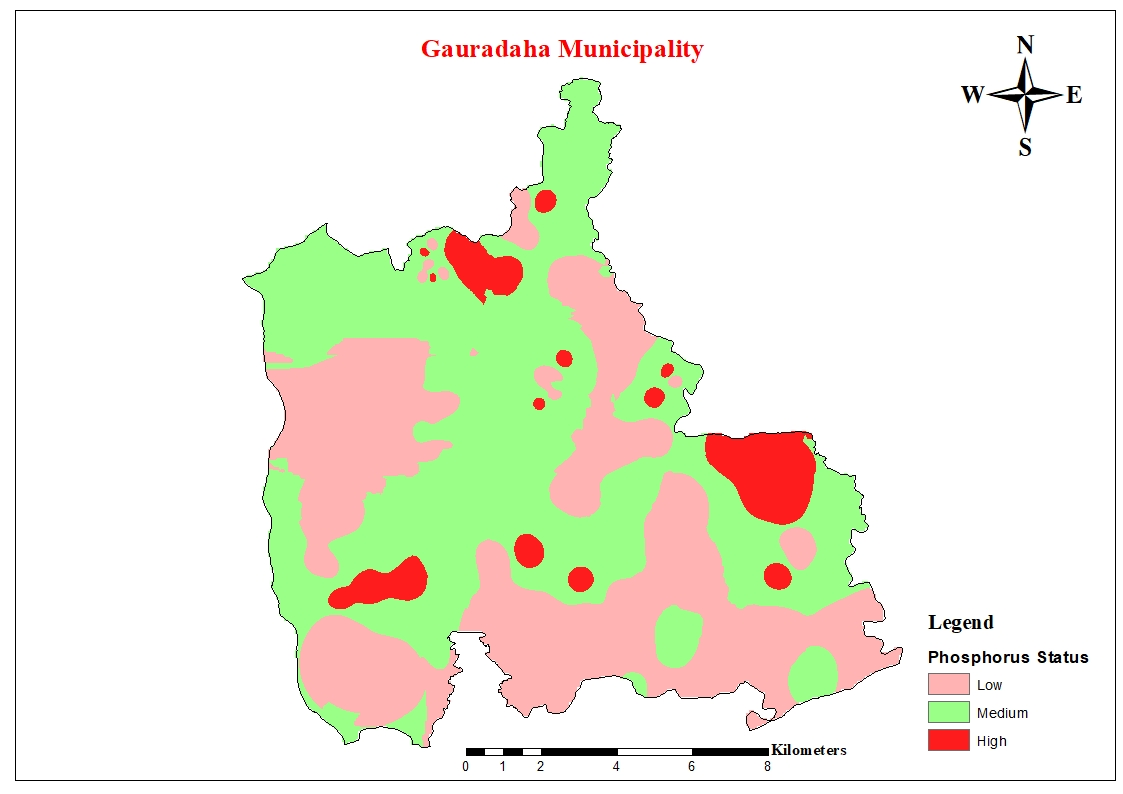 Gauradaha Municipality
N
W E
S
Legend
Phosphorus Status
Low
Medium
High
Kilometers
0 1 2 4 6 8